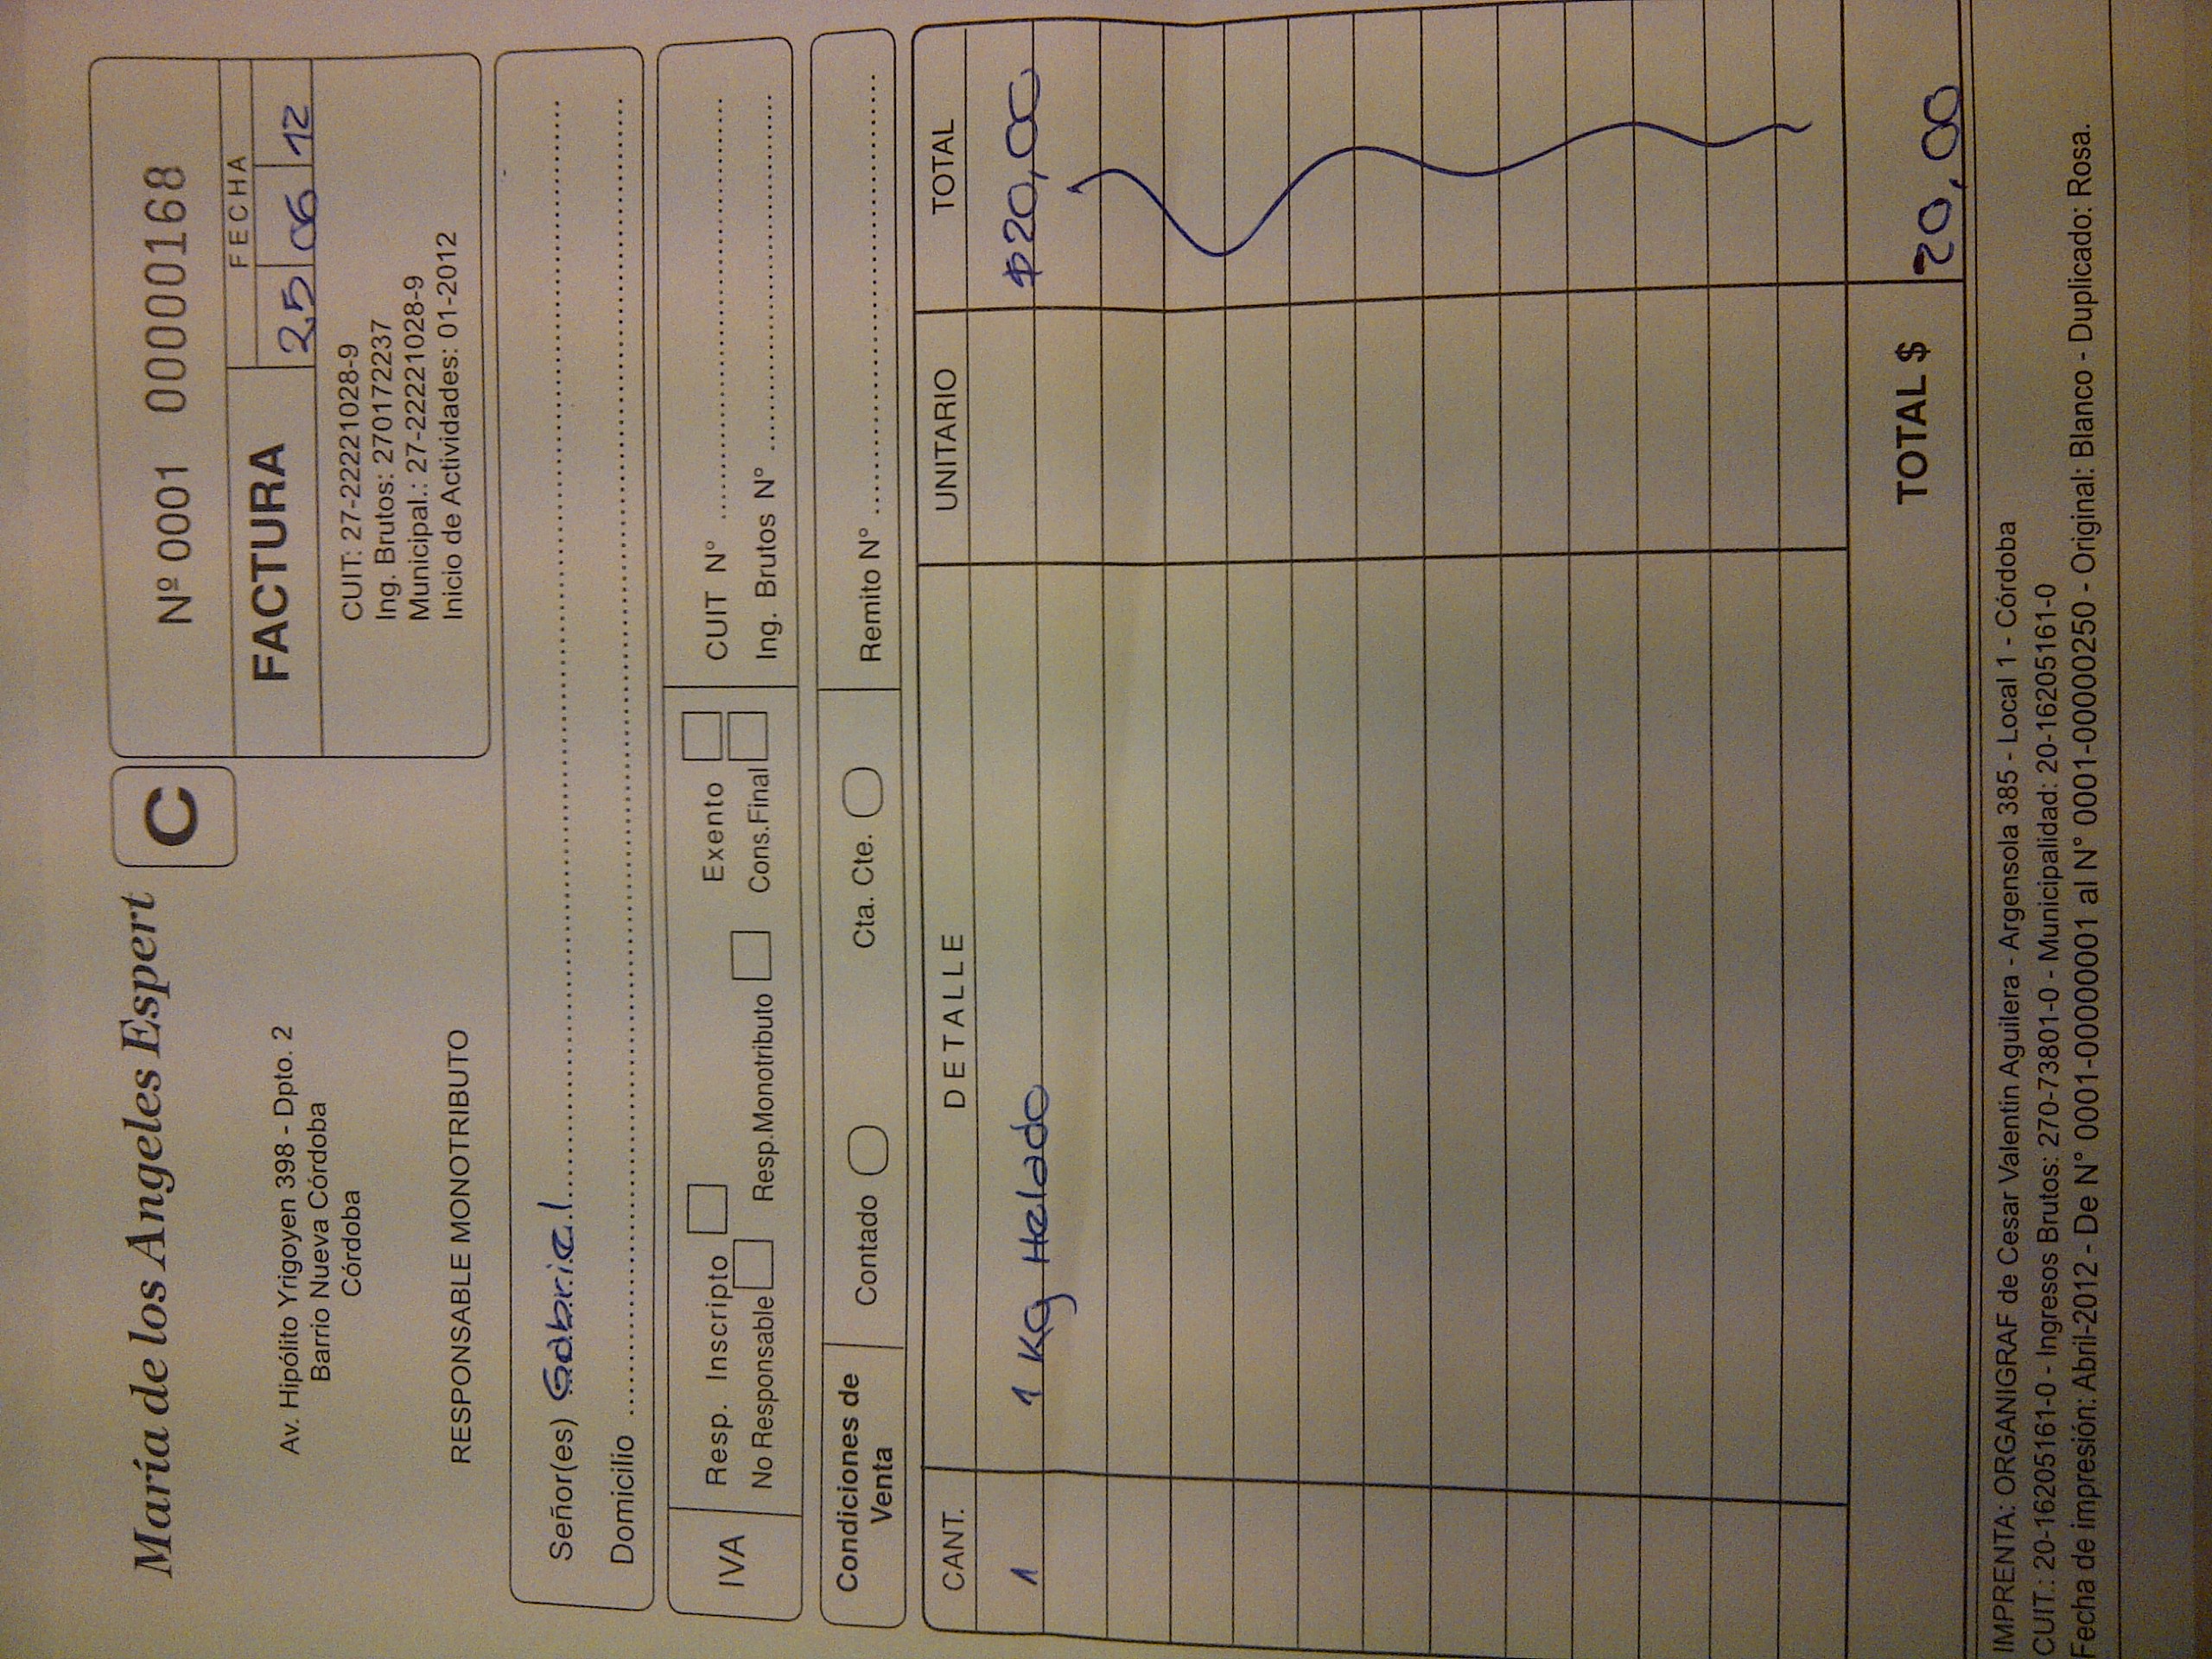 María de los Angeles Espert
C
Nº 0001 00000168
FACTURA
FECHA
25 06 12
Av. Hipólito Yrigoyen 398 - Dpto. 2
Barrio Nueva Córdoba
Córdoba
RESPONSABLE MONOTRIBUTO
CUIT: 27-22221028-9
Ing. Brutos: 270172237
Municipal.: 27-22221028-9
Inicio de Actividades: 01-2012
Señor(es) Gabriel
Domicilio
IVA
Resp. Inscripto Exento
No Responsable Resp.Monotributo Cons.Final
CUIT N°
Ing. Brutos N°
Condiciones de
Venta
Contado Cta. Cte.
Remito N°
CANT. DETALLE UNITARIO TOTAL
1 1 Kg Helado $20,00
TOTAL $ 20,00
IMPRENTA: ORGANIGRAF de Cesar Valentin Aguilera - Argensola 385 - Local 1 - Córdoba
CUIT.: 20-16205161-0 - Ingresos Brutos: 270-73801-0 - Municipalidad: 20-16205161-0
Fecha de impresión: Abril-2012 - De N° 0001-00000001 al N° 0001-00000250 - Original: Blanco - Duplicado: Rosa.